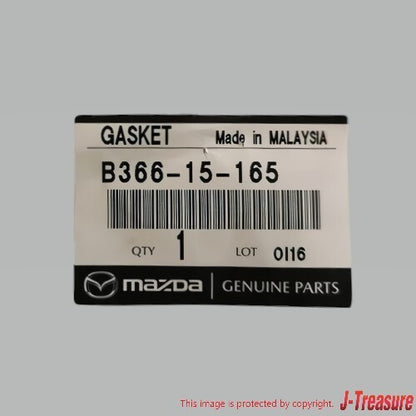 GASKET Made in MALAYSIA
B366-15-165
QTY 1 LOT 0I16
mazda GENUINE PARTS
This image is protected by copyright. J-Treasure